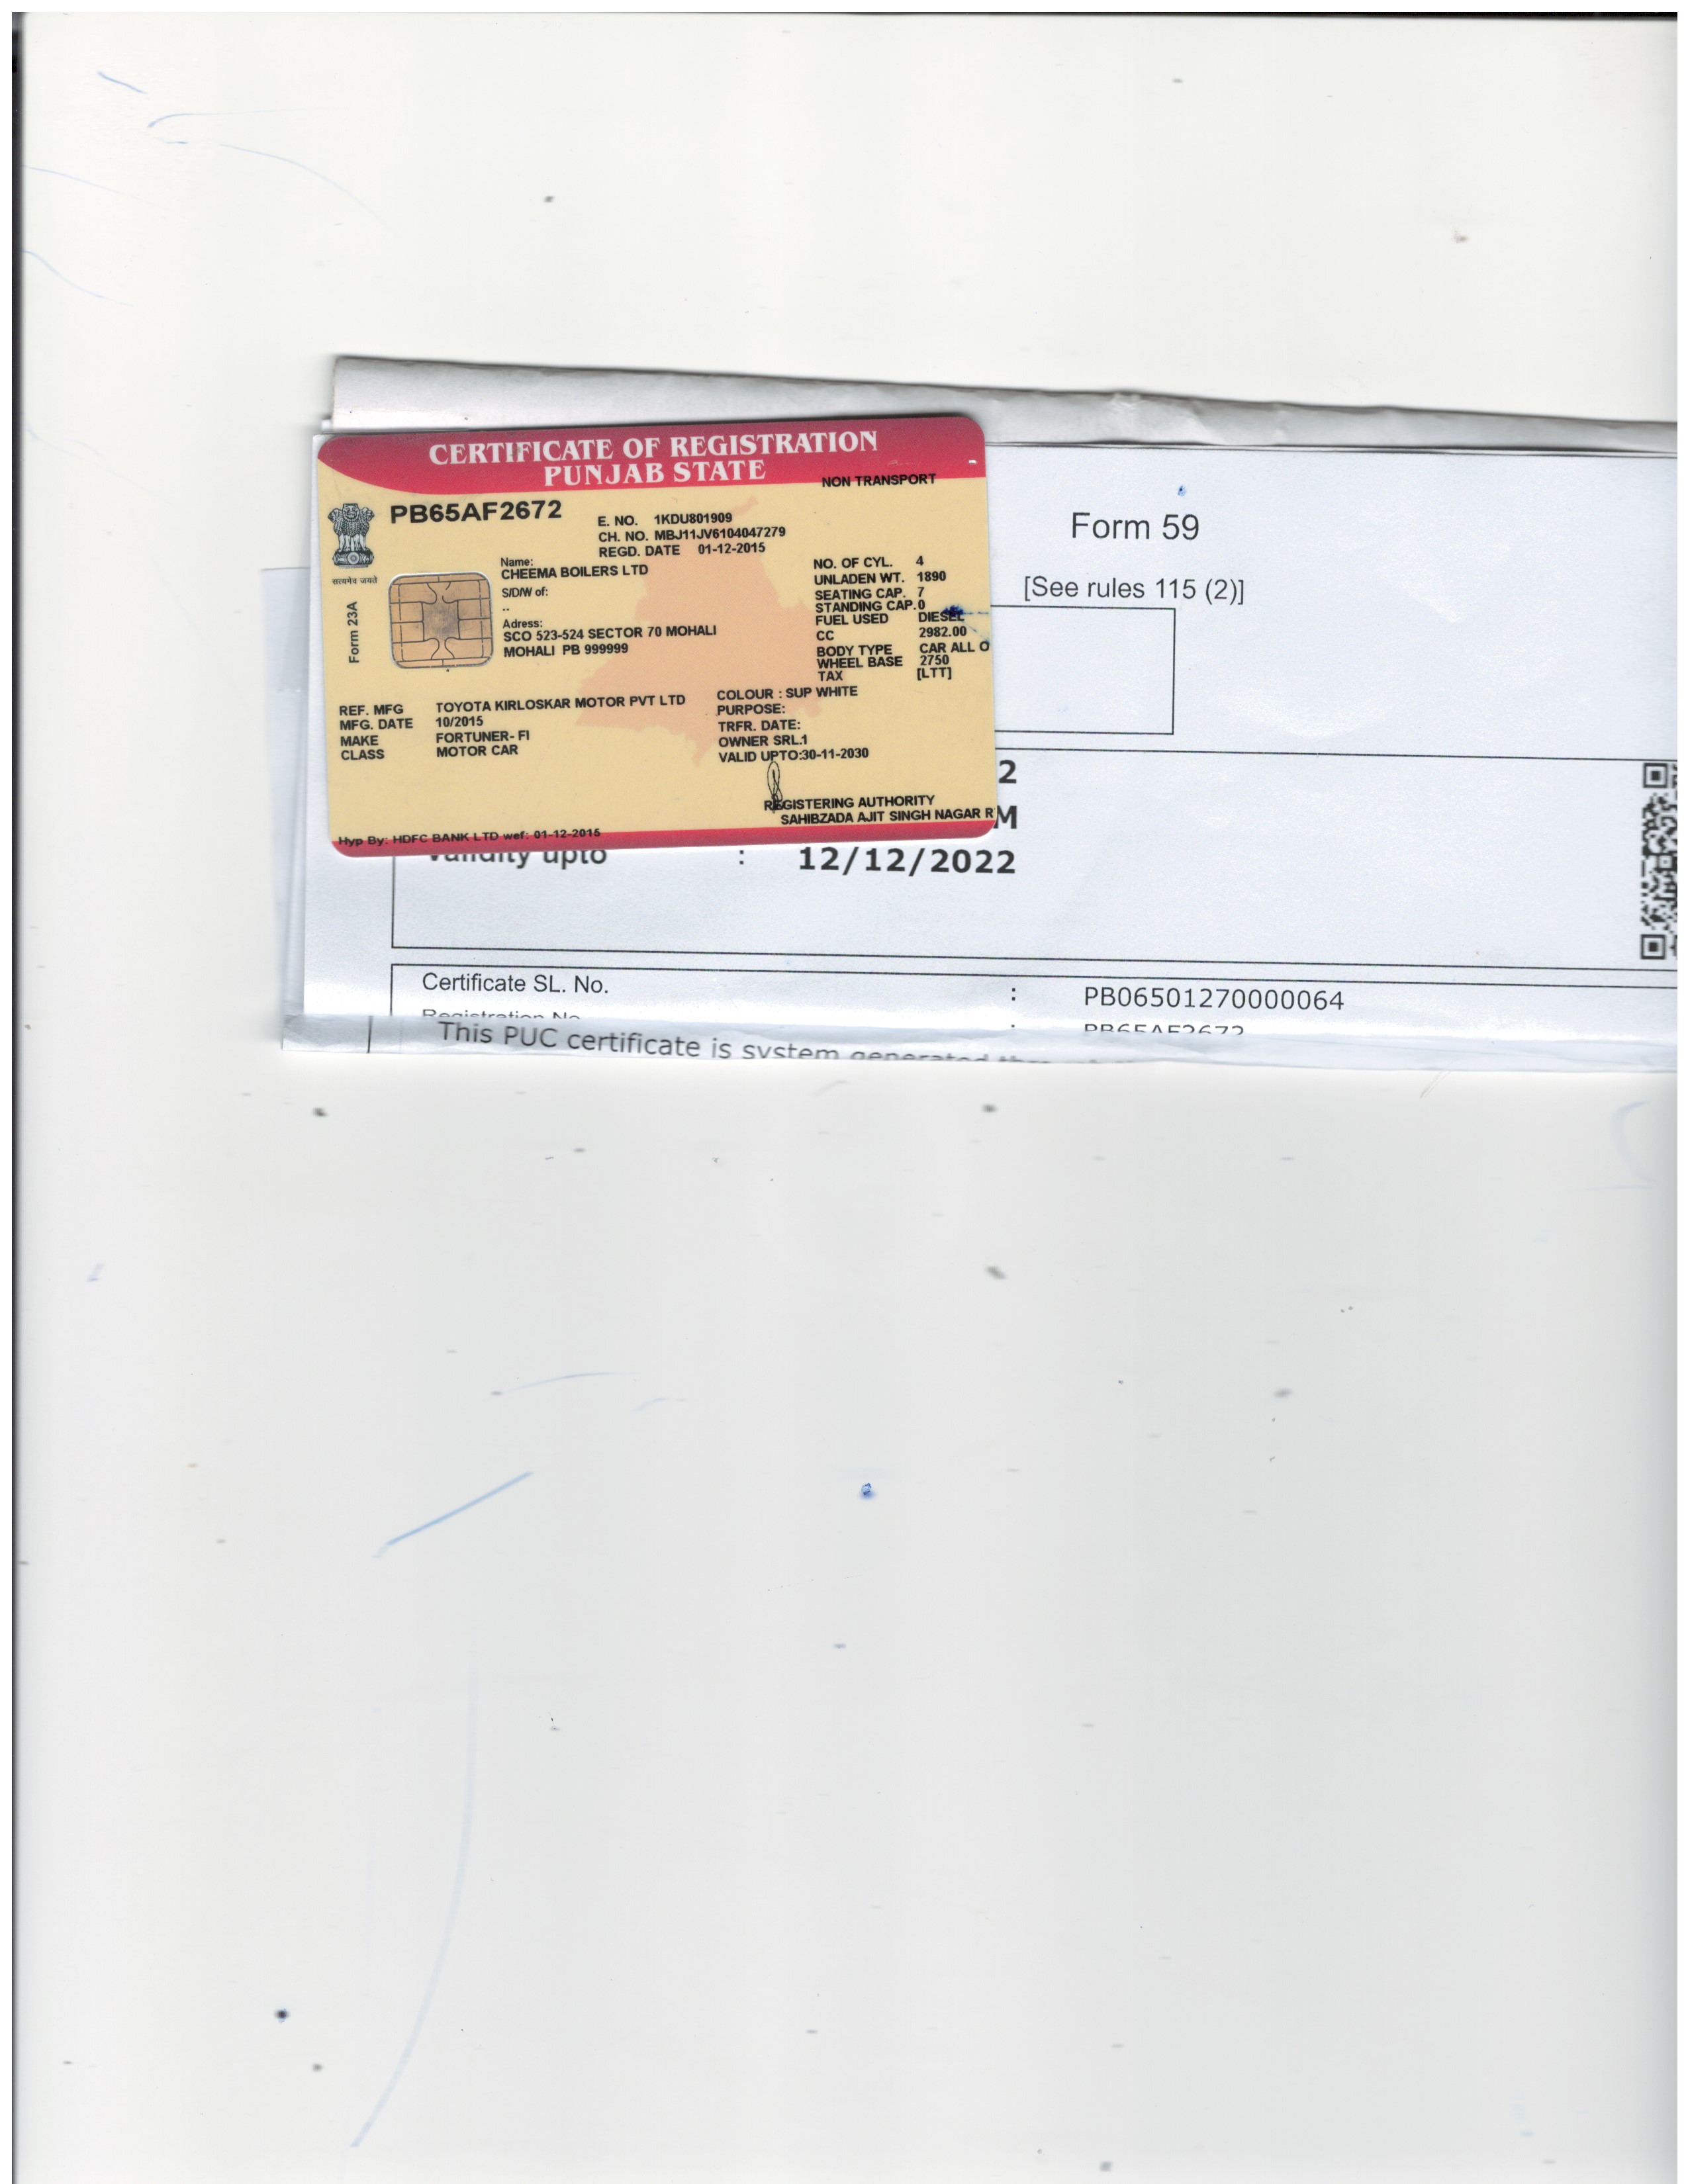 CERTIFICATE OF REGISTRATION
PUNJAB STATE
NON TRANSPORT
PB65AF2672
E. NO. 1KDU801909
CH. NO. MBJ11JV6104047279
REGD. DATE 01-12-2015
सत्यमेव जयते
Form 23A
Name:
CHEEMA BOILERS LTD
S/D/W of:
..
Adress:
SCO 523-524 SECTOR 70 MOHALI
MOHALI PB 999999
NO. OF CYL. 4
UNLADEN WT. 1890
SEATING CAP. 7
STANDING CAP.0
FUEL USED DIESEL
CC 2982.00
BODY TYPE CAR ALL O
WHEEL BASE 2750
TAX [LTT]
REF. MFG TOYOTA KIRLOSKAR MOTOR PVT LTD
MFG. DATE 10/2015
MAKE FORTUNER- FI
CLASS MOTOR CAR
COLOUR : SUP WHITE
PURPOSE:
TRFR. DATE:
OWNER SRL.1
VALID UPTO:30-11-2030
REGISTERING AUTHORITY
SAHIBZADA AJIT SINGH NAGAR R
Hyp By: HDFC BANK LTD wef: 01-12-2015
Form 59
[See rules 115 (2)]
2
M
Validity upto : 12/12/2022
Certificate SL. No. : PB06501270000064
Registration No : PB65AF2672
This PUC certificate is system generated